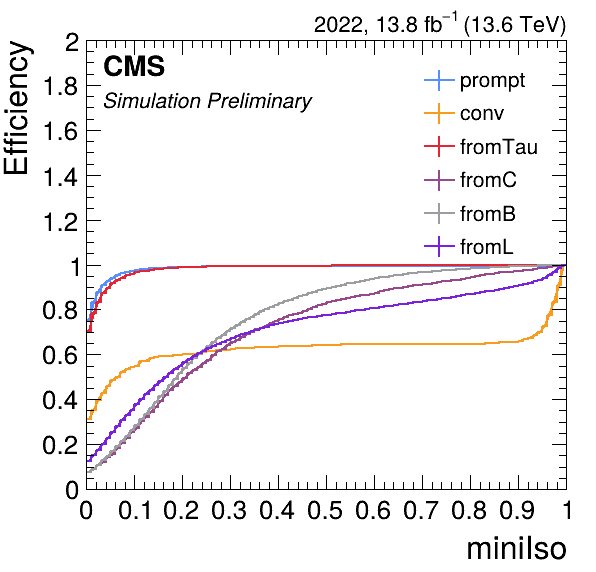 2022, 13.8 fb⁻¹ (13.6 TeV)
CMS
Simulation Preliminary
prompt
conv
fromTau
fromC
fromB
fromL
Efficiency
2
1.8
1.6
1.4
1.2
1
0.8
0.6
0.4
0.2
0
0 0.1 0.2 0.3 0.4 0.5 0.6 0.7 0.8 0.9 1
miniIso